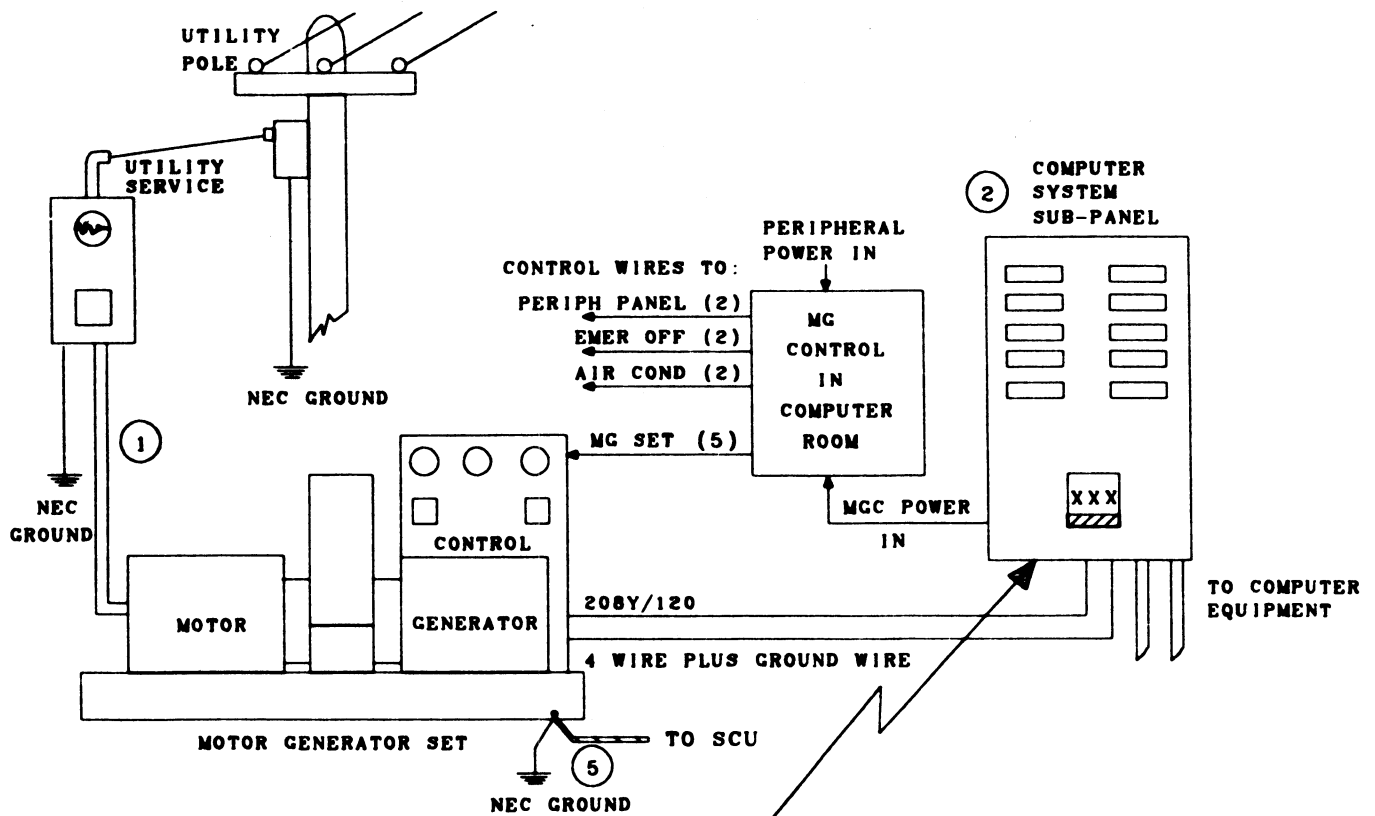 UTILITY
POLE
UTILITY
SERVICE
NEC GROUND
NEC
GROUND
1
2
COMPUTER
SYSTEM
SUB-PANEL
PERIPHERAL
POWER IN
CONTROL WIRES TO:
PERIPH PANEL (2)
EMER OFF (2)
AIR COND (2)
MG SET (5)
MG
CONTROL
IN
COMPUTER
ROOM
MGC POWER
IN
XXX
TO COMPUTER
EQUIPMENT
CONTROL
MOTOR
GENERATOR
208Y/120
4 WIRE PLUS GROUND WIRE
MOTOR GENERATOR SET
TO SCU
5
NEC GROUND